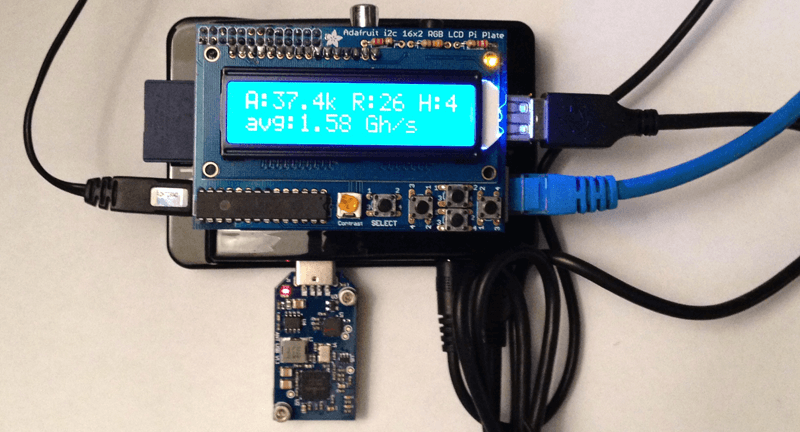 Adafruit i2c 16x2 RGB LCD Pi Plate
A:37.4k R:26 H:4
avg:1.58 Gh/s
Contrast
SELECT